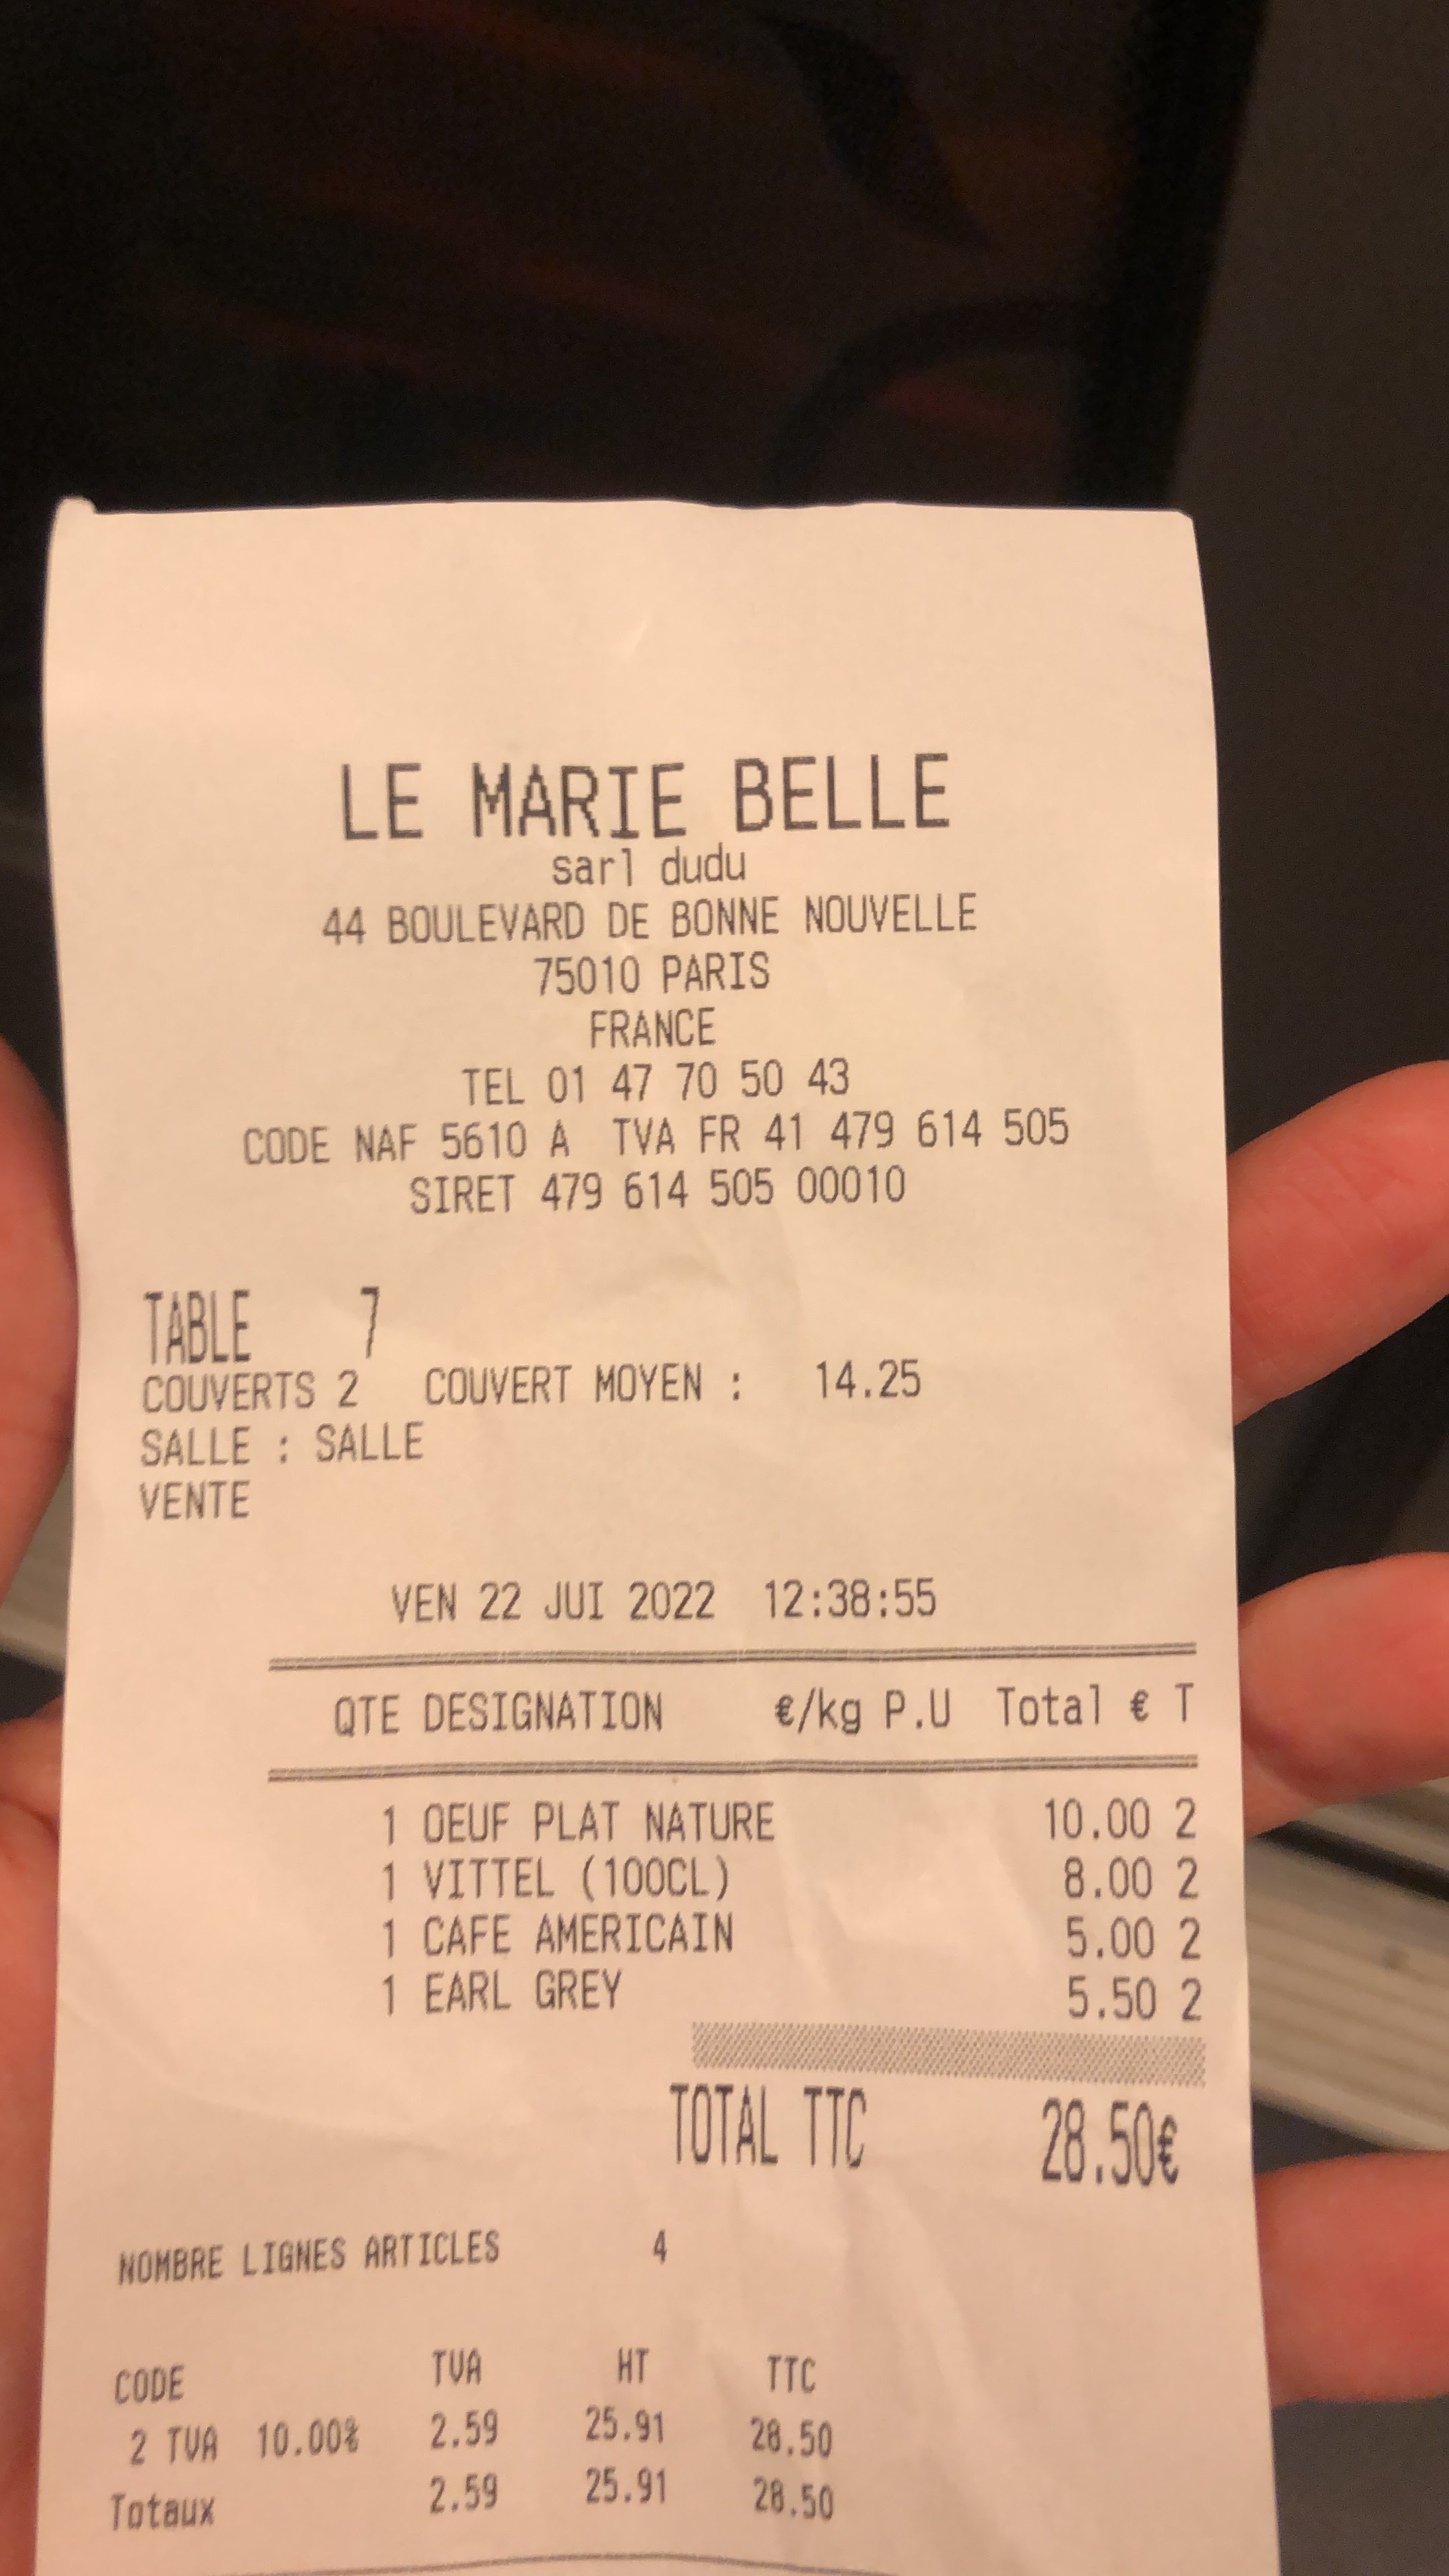 LE MARIE BELLE
sarl dudu
44 BOULEVARD DE BONNE NOUVELLE
75010 PARIS
FRANCE
TEL 01 47 70 50 43
CODE NAF 5610 A TVA FR 41 479 614 505
SIRET 479 614 505 00010
TABLE 7
COUVERTS 2 COUVERT MOYEN : 14.25
SALLE : SALLE
VENTE
VEN 22 JUI 2022 12:38:55
QTE DESIGNATION €/kg P.U Total € T
1 OEUF PLAT NATURE 10.00 2
1 VITTEL (100CL) 8.00 2
1 CAFE AMERICAIN 5.00 2
1 EARL GREY 5.50 2
TOTAL TTC 28.50€
NOMBRE LIGNES ARTICLES 4
CODE TVA HT TTC
2 TVA 10.00% 2.59 25.91 28.50
Totaux 2.59 25.91 28.50